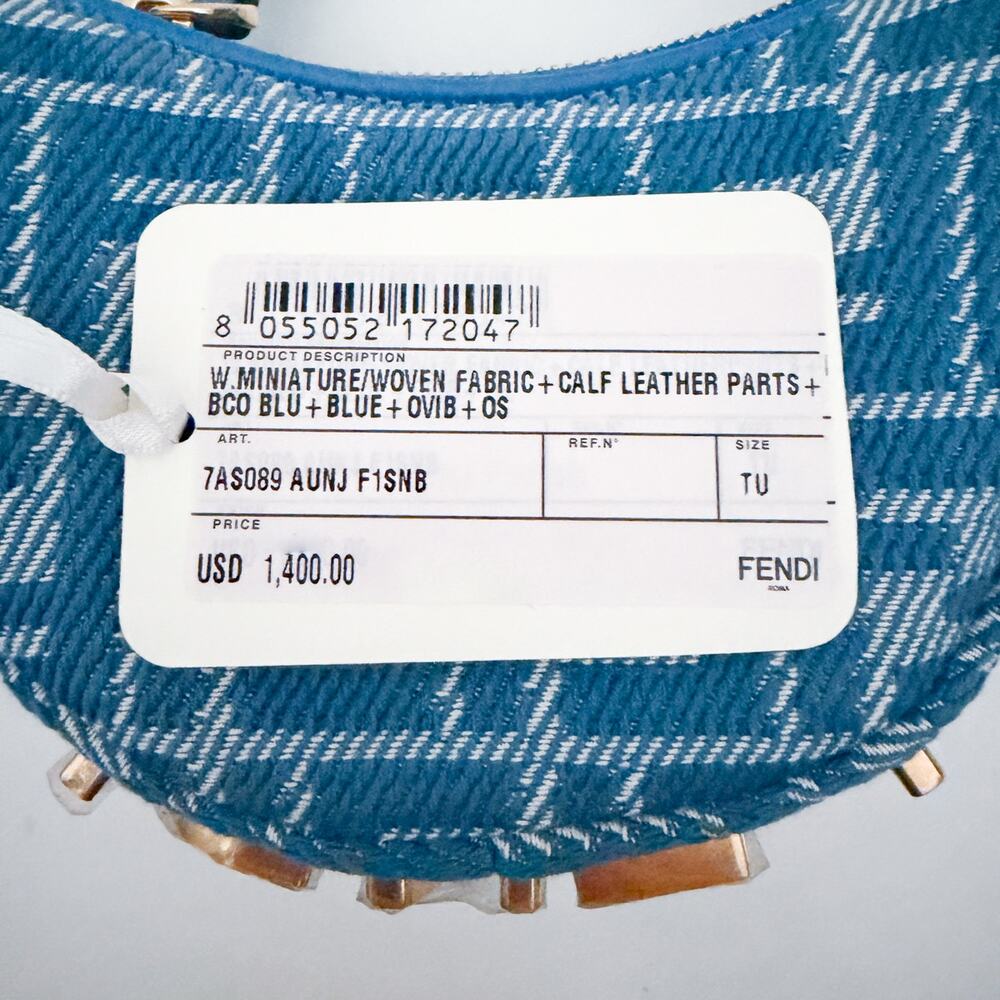 8 055052 172047
PRODUCT DESCRIPTION
W.MINIATURE/WOVEN FABRIC+CALF LEATHER PARTS+
BCO BLU+BLUE+OVIB+OS
ART. REF.N° SIZE
7AS089 AUNJ F1SNB TU
PRICE
USD 1,400.00 FENDI
ROMA